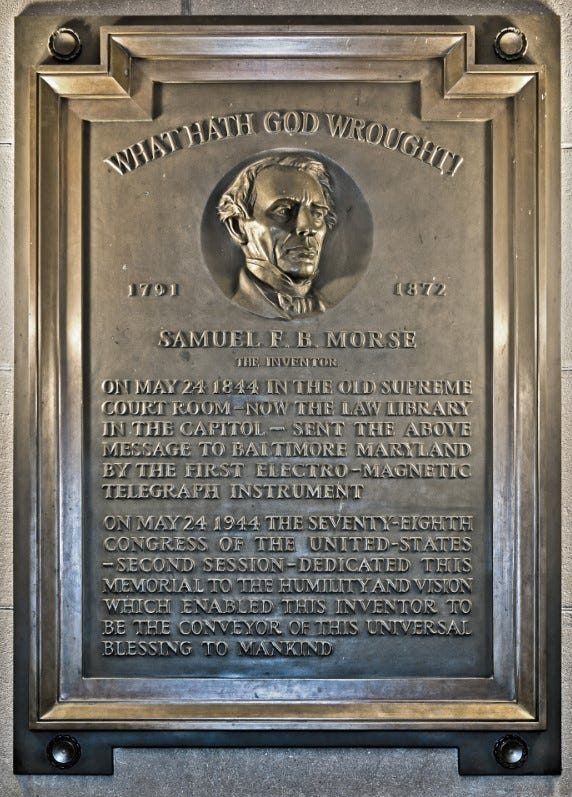 WHAT HATH GOD WROUGHT!
1791 1872
SAMUEL F. B. MORSE
THE INVENTOR
ON MAY 24 1844 IN THE OLD SUPREME
COURT ROOM–NOW THE LAW LIBRARY
IN THE CAPITOL – SENT THE ABOVE
MESSAGE TO BALTIMORE MARYLAND
BY THE FIRST ELECTRO–MAGNETIC
TELEGRAPH INSTRUMENT
ON MAY 24 1944 THE SEVENTY-EIGHTH
CONGRESS OF THE UNITED-STATES
–SECOND SESSION–DEDICATED THIS
MEMORIAL TO THE HUMILITY AND VISION
WHICH ENABLED THIS INVENTOR TO
BE THE CONVEYOR OF THIS UNIVERSAL
BLESSING TO MANKIND